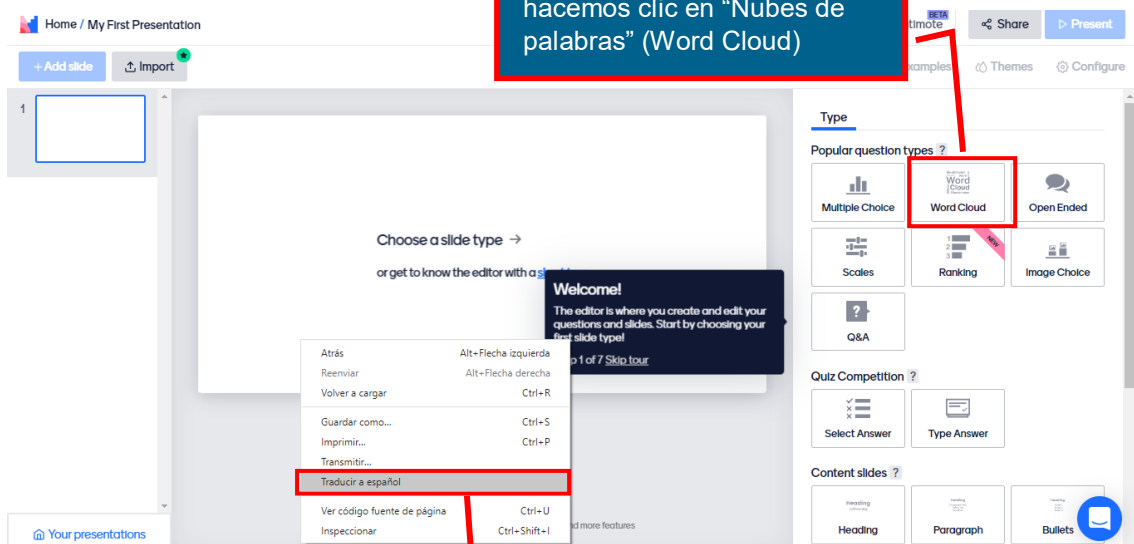 hacemos clic en “Nubes de
palabras” (Word Cloud)
Home / My First Presentation
BETA
Share
Present
+ Add slide
Import
Themes
Configure
1
Choose a slide type →
or get to know the editor with a
Welcome!
The editor is where you create and edit your
questions and slides. Start by choosing your
first slide type!
1 of 7 Skip tour
Atrás Alt+Flecha izquierda
Reenviar Alt+Flecha derecha
Volver a cargar Ctrl+R
Guardar como... Ctrl+S
Imprimir... Ctrl+P
Transmitir...
Traducir a español
Ver código fuente de página Ctrl+U
Inspeccionar Ctrl+Shift+I
more features
Your presentations
Type
Popular question types ?
Multiple Choice
Word
Cloud
Word Cloud
Open Ended
Scales
1
2
3
NEW
Ranking
Image Choice
?
Q&A
Quiz Competition ?
Select Answer
Type Answer
Content slides ?
Heading
Heading
Paragraph
Bullets